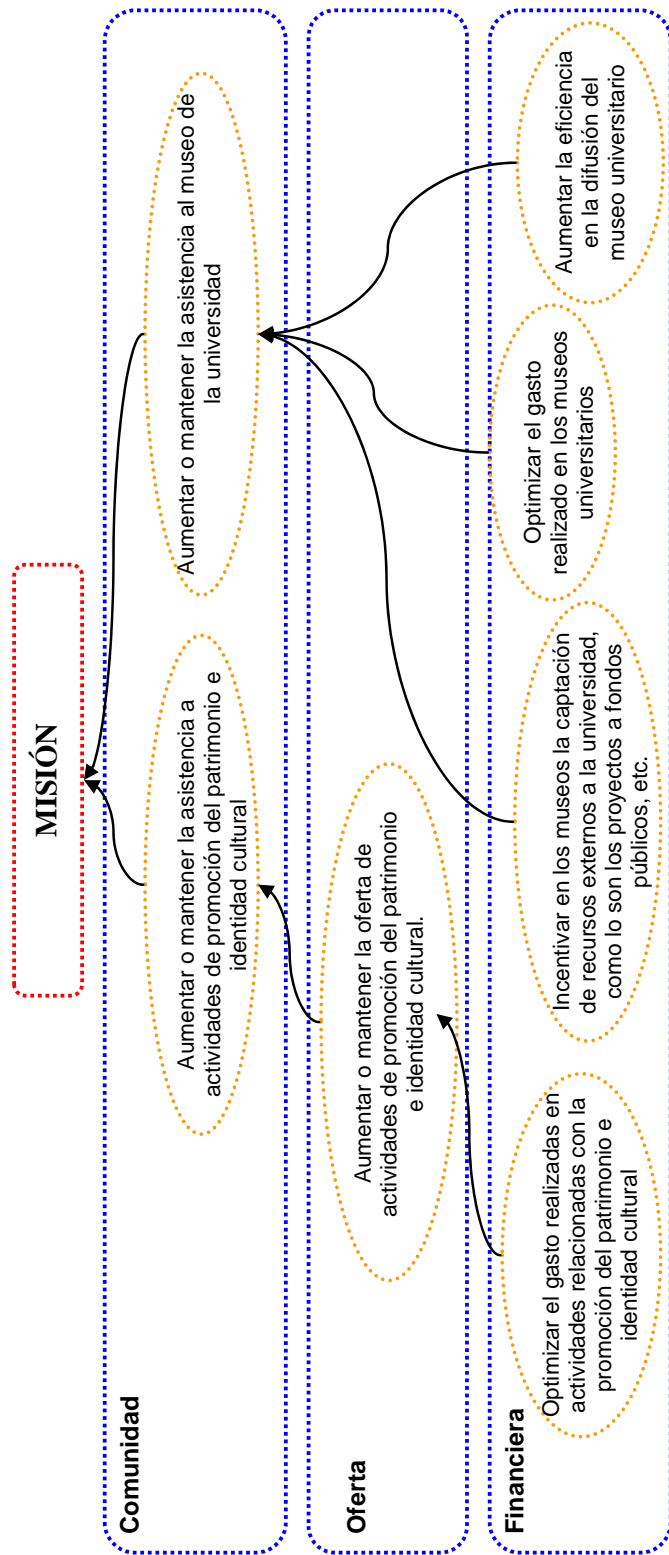 MISIÓN
Comunidad
Aumentar o mantener la asistencia a
actividades de promoción del patrimonio e
identidad cultural
Aumentar o mantener la asistencia al museo de
la universidad
Oferta
Aumentar o mantener la oferta de
actividades de promoción del patrimonio
e identidad cultural.
Financiera
Optimizar el gasto realizadas en
actividades relacionadas con la
promoción del patrimonio e
identidad cultural
Incentivar en los museos la captación
de recursos externos a la universidad,
como lo son los proyectos a fondos
públicos, etc.
Optimizar el gasto
realizado en los museos
universitarios
Aumentar la eficiencia
en la difusión del
museo universitario